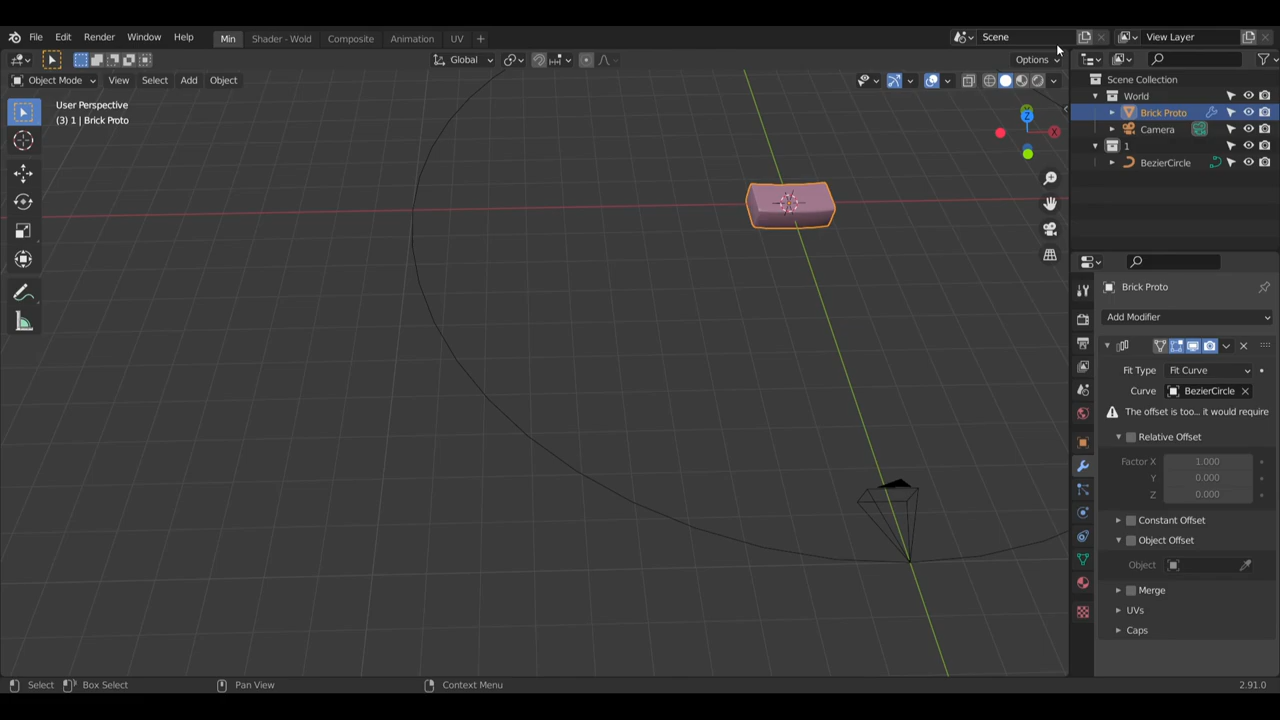 File Edit Render Window Help Min Shader - Wold Composite Animation UV Scene View Layer
Global Options
Object Mode View Select Add Object
Scene Collection
World
Brick Proto
Camera
1
BezierCircle
User Perspective
(3) 1 | Brick Proto
Z
X
Brick Proto
Add Modifier
Fit Type Fit Curve
Curve BezierCircle
The offset is too... it would require
Relative Offset
Factor X 1.000
Y 0.000
Z 0.000
Constant Offset
Object Offset
Object
Merge
UVs
Caps
Select Box Select Pan View Context Menu 2.91.0